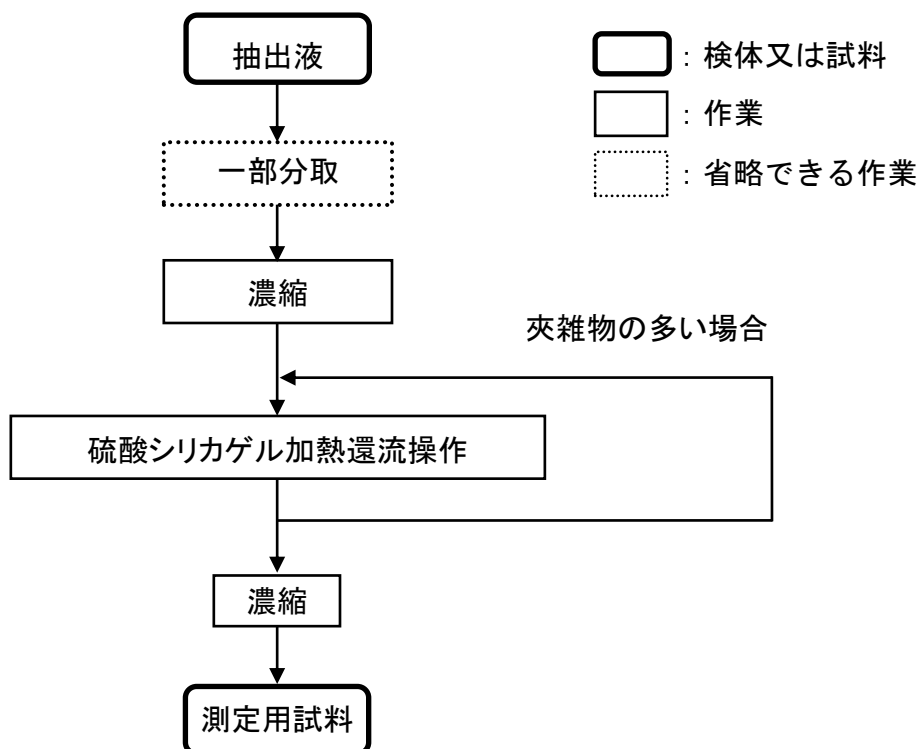 抽出液
：検体又は試料
：作業
一部分取
：省略できる作業
濃縮
夾雑物の多い場合
硫酸シリカゲル加熱還流操作
濃縮
測定用試料